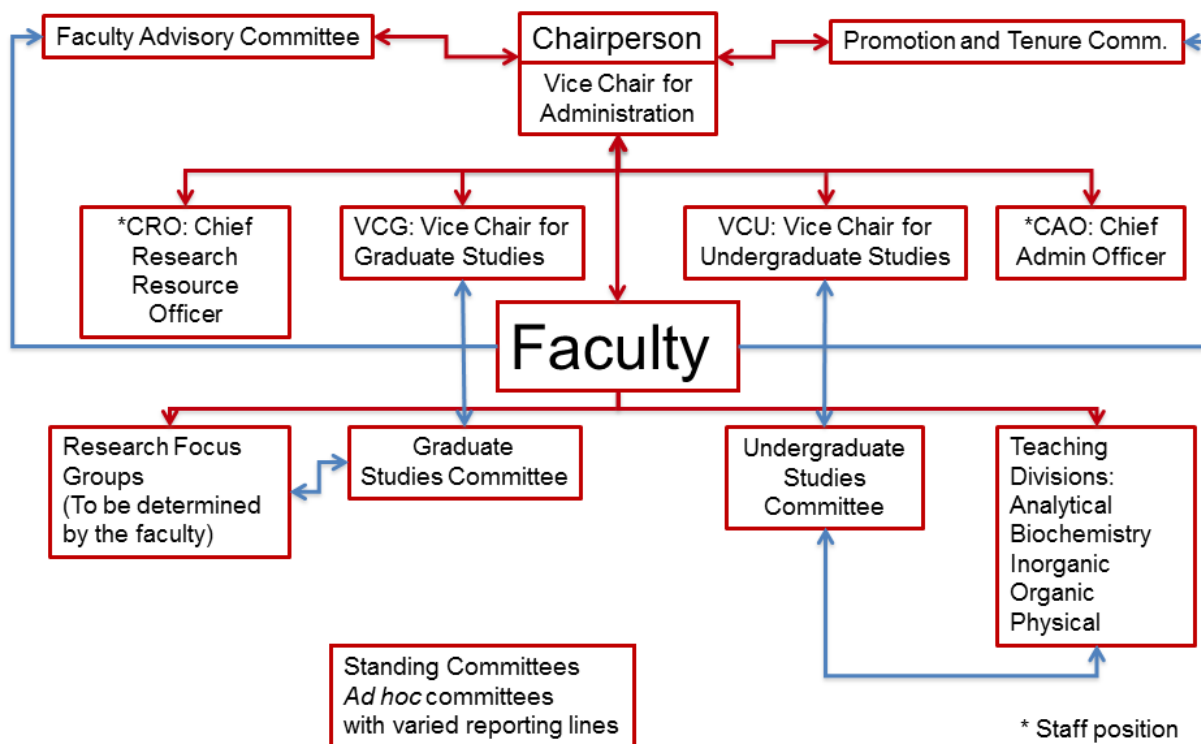 Faculty Advisory Committee
Chairperson
Vice Chair for
Administration
Promotion and Tenure Comm.
*CRO: Chief
Research
Resource
Officer
VCG: Vice Chair for
Graduate Studies
VCU: Vice Chair for
Undergraduate Studies
*CAO: Chief
Admin Officer
Faculty
Research Focus
Groups
(To be determined
by the faculty)
Graduate
Studies Committee
Undergraduate
Studies
Committee
Teaching
Divisions:
Analytical
Biochemistry
Inorganic
Organic
Physical
Standing Committees
Ad hoc committees
with varied reporting lines
* Staff position